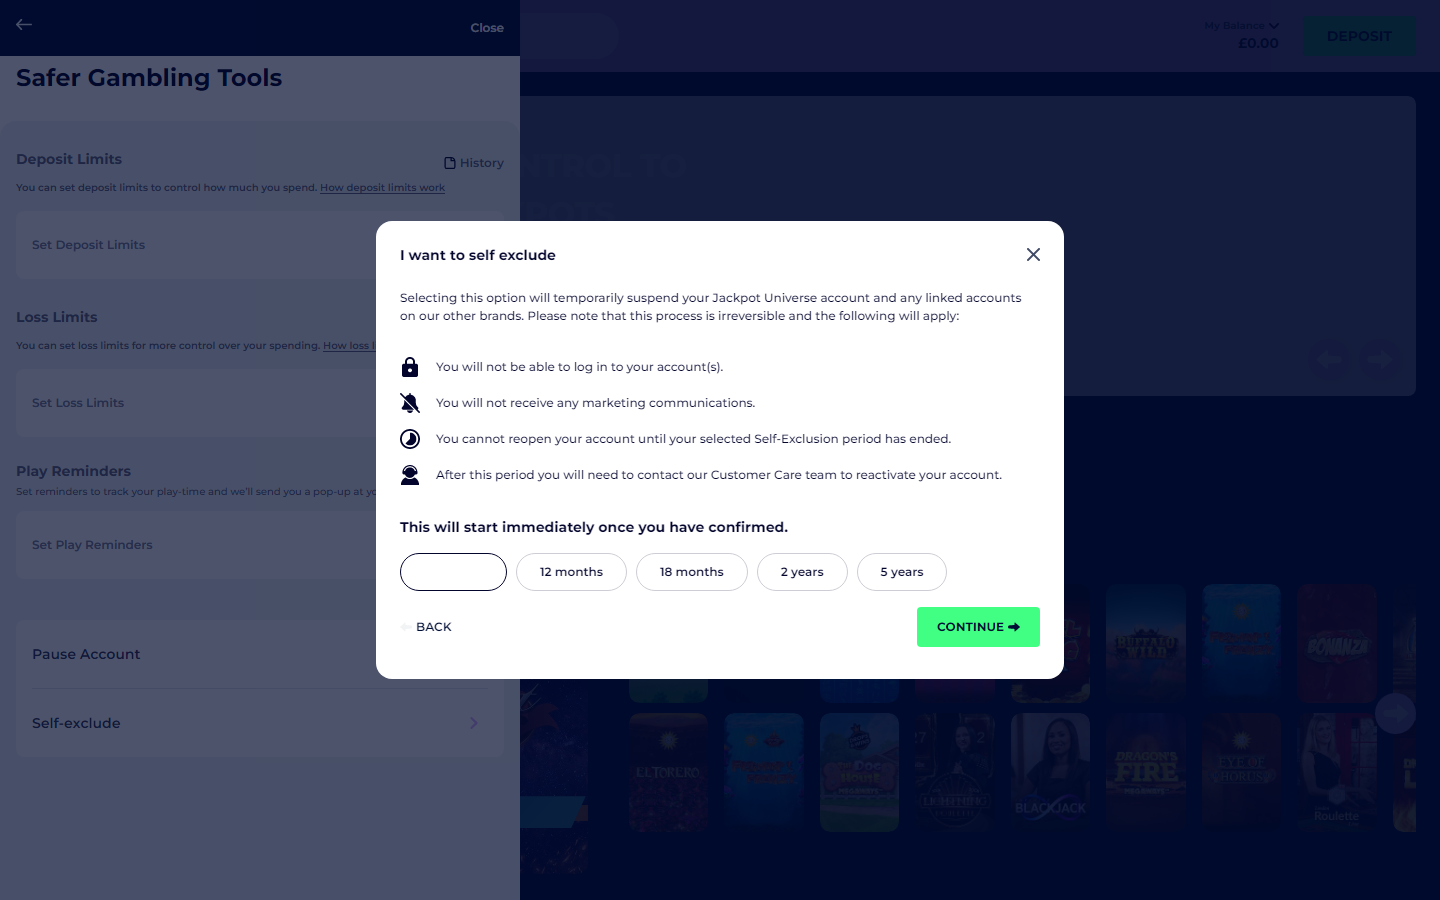 Close
My Balance
£0.00
DEPOSIT
Safer Gambling Tools
NTROL TO
Deposit Limits
History
You can set deposit limits to control how much you spend. How deposit limits work
Set Deposit Limits
Loss Limits
You can set loss limits for more control over your spending. How loss l
Set Loss Limits
Play Reminders
Set reminders to track your play-time and we'll send you a pop-up at yo
Set Play Reminders
Pause Account
Self-exclude
I want to self exclude
Selecting this option will temporarily suspend your Jackpot Universe account and any linked accounts
on our other brands. Please note that this process is irreversible and the following will apply:
You will not be able to log in to your account(s).
You will not receive any marketing communications.
You cannot reopen your account until your selected Self-Exclusion period has ended.
After this period you will need to contact our Customer Care team to reactivate your account.
This will start immediately once you have confirmed.
12 months
18 months
2 years
5 years
BACK
CONTINUE
BUFFALO
WILD
BONANZA
EL TORERO
DOG
HOUSE
LIGHTNING
BLACKJACK
DRAGON'S
FIRE
EYE OF
HORUS
Roulette